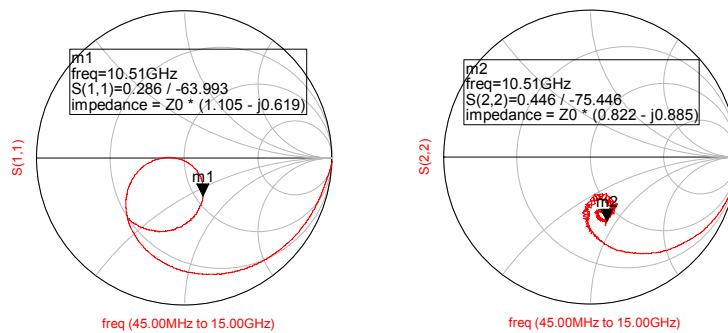 m1
freq=10.51GHz
S(1,1)=0.286 / -63.993
impedance = Z0 * (1.105 - j0.619)
m1
S(1,1)
freq (45.00MHz to 15.00GHz)
m2
freq=10.51GHz
S(2,2)=0.446 / -75.446
impedance = Z0 * (0.822 - j0.885)
m2
S(2,2)
freq (45.00MHz to 15.00GHz)